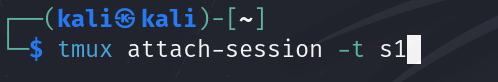 ┌──(kali㉿kali)-[~]
└─$ tmux attach-session -t s1